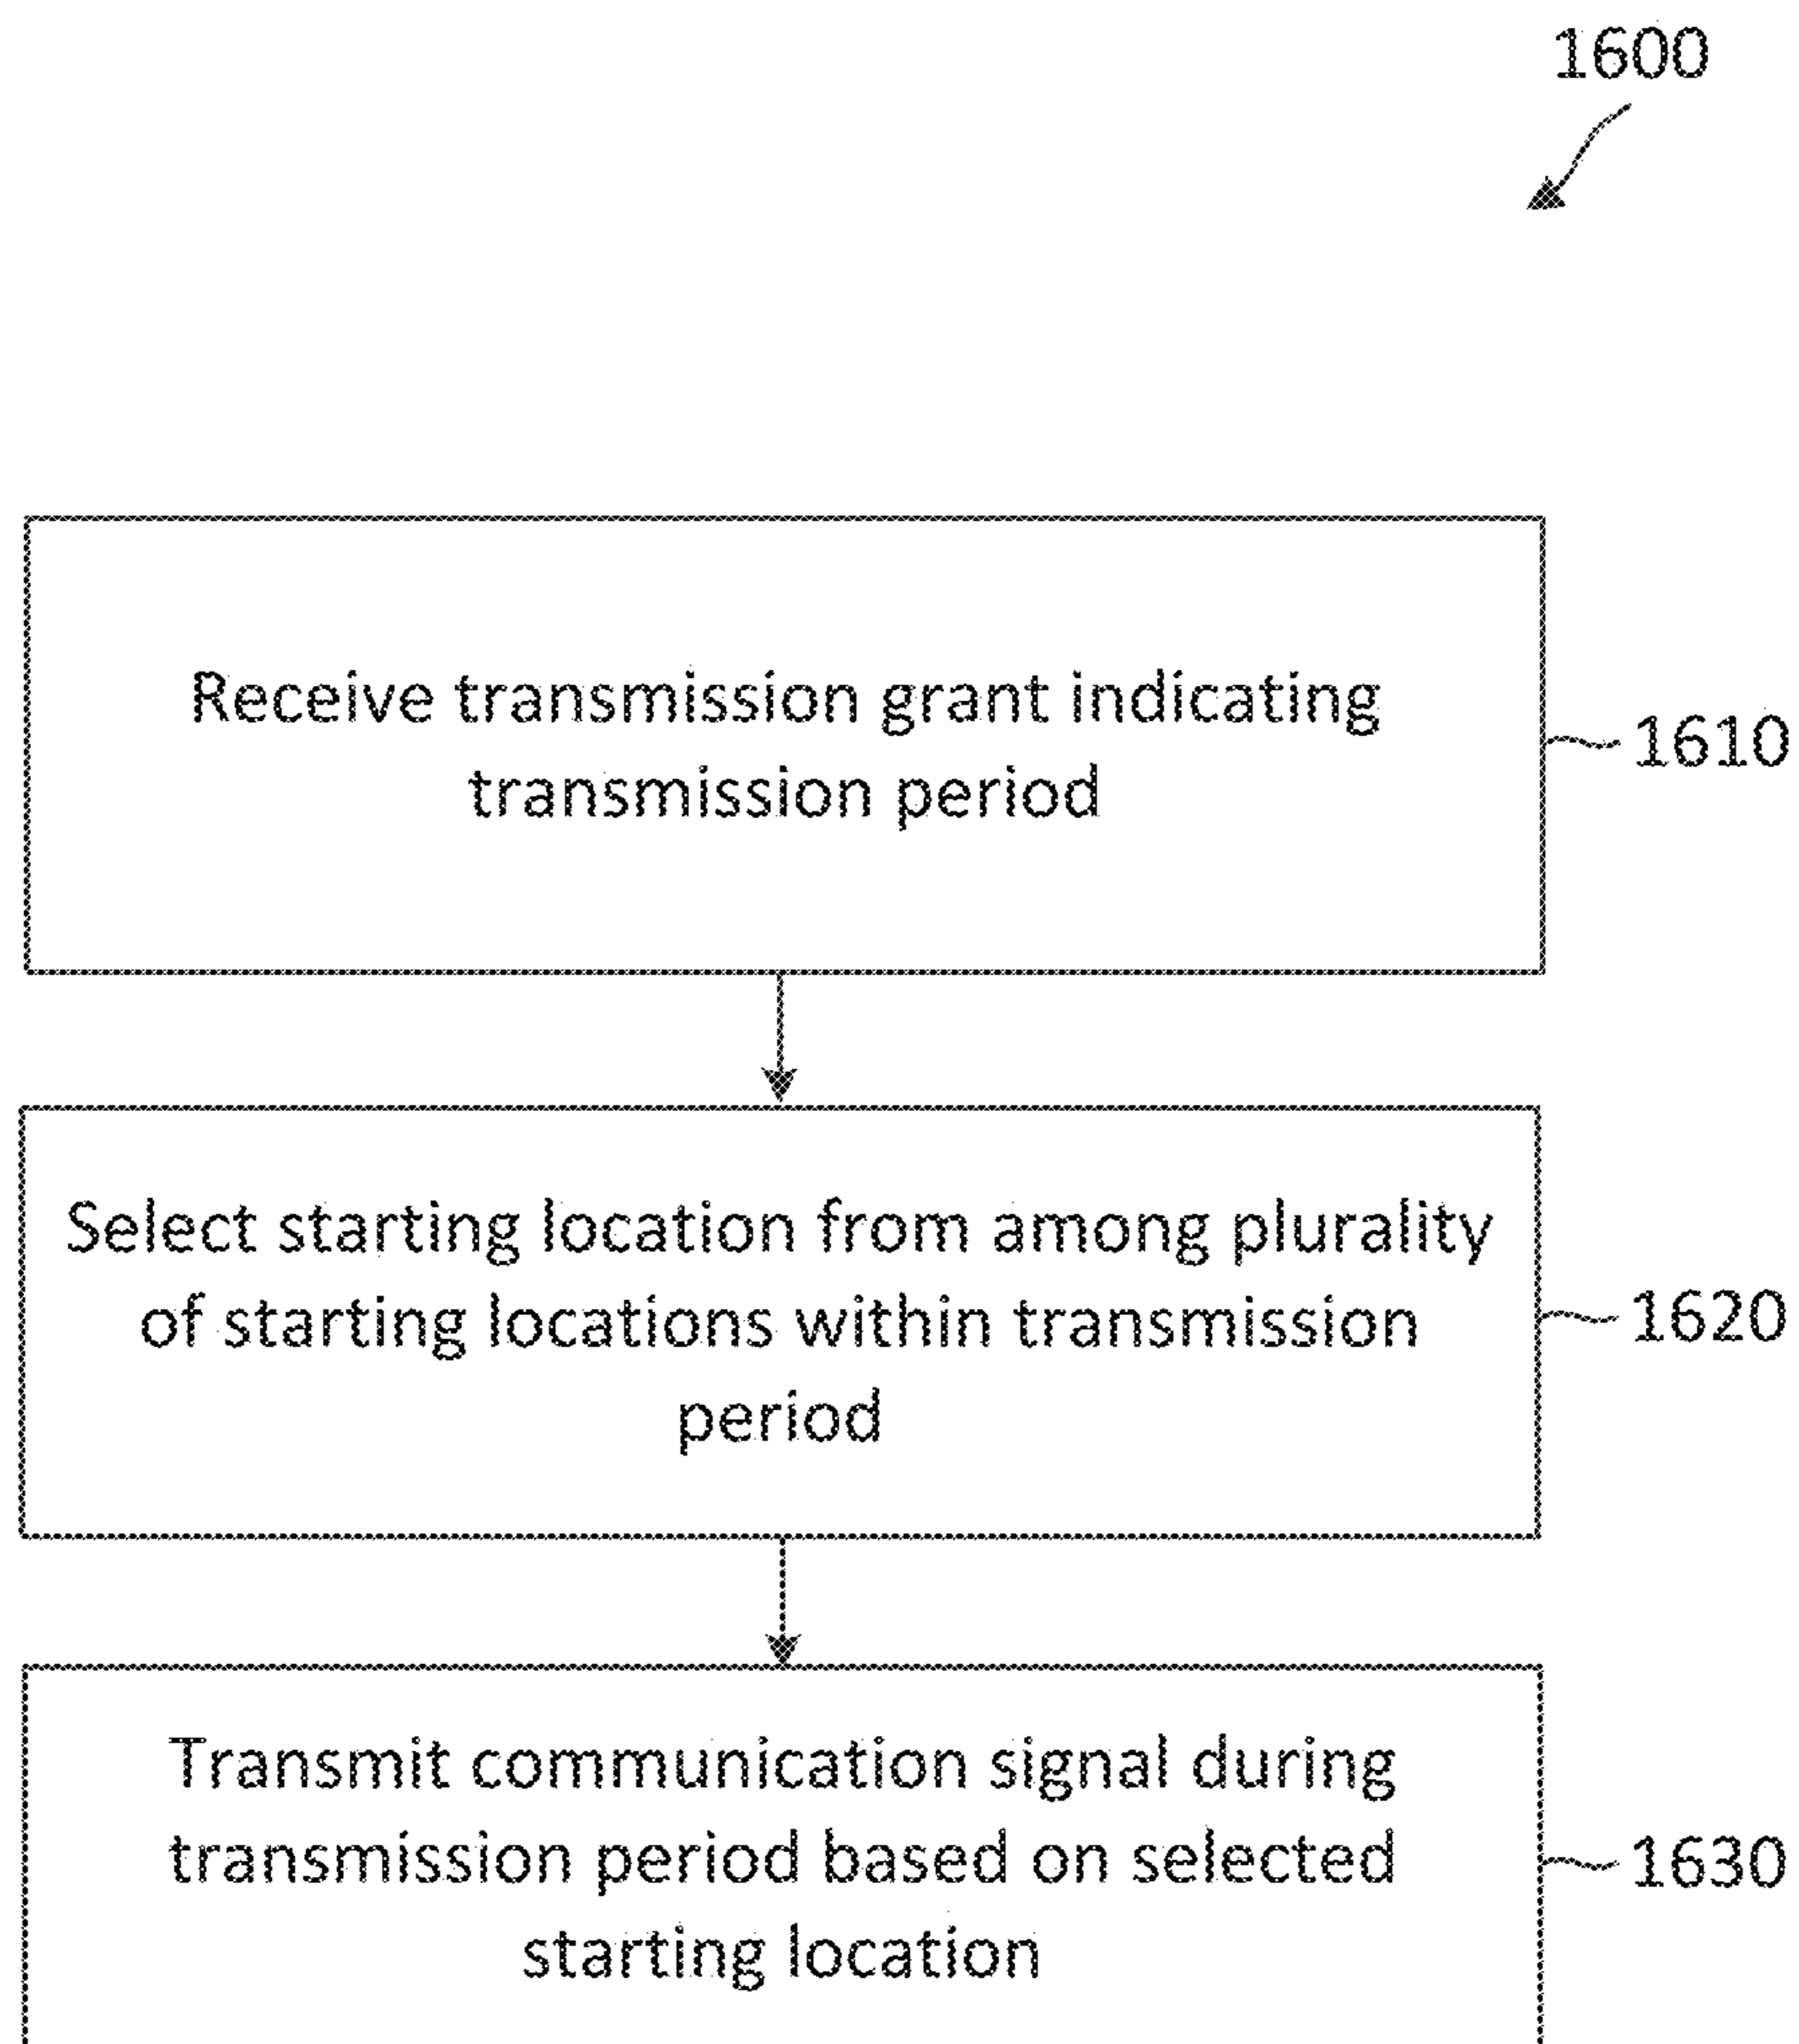 1600
Receive transmission grant indicating
transmission period
1610
Select starting location from among plurality
of starting locations within transmission
period
1620
Transmit communication signal during
transmission period based on selected
starting location
1630